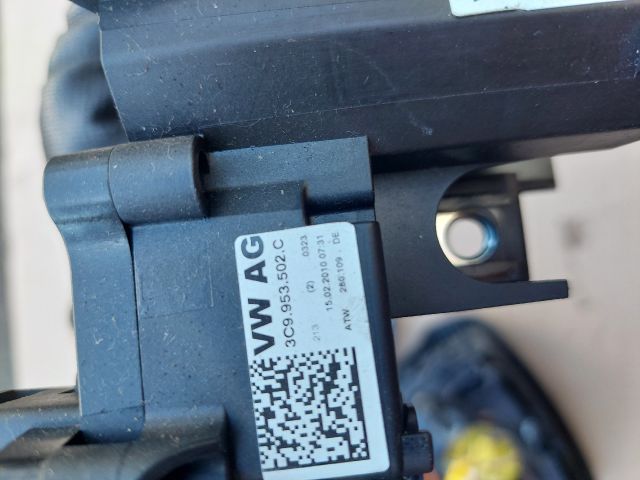 VW AG
3C9.953.502.C
213 (2) 0323
15.02.2010 07:31
ATW 280109 DE